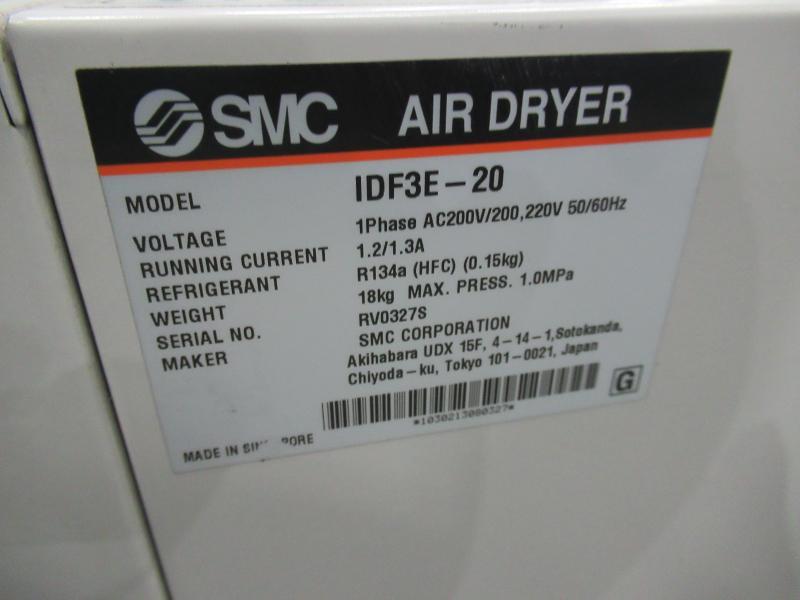 SMC AIR DRYER
MODEL IDF3E-20
VOLTAGE 1Phase AC200V/200,220V 50/60Hz
RUNNING CURRENT 1.2/1.3A
REFRIGERANT R134a (HFC) (0.15kg)
WEIGHT 18kg MAX. PRESS. 1.0MPa
SERIAL NO. RV0327S
MAKER SMC CORPORATION
Akihabara UDX 15F, 4-14-1, Sotokanda,
Chiyoda-ku, Tokyo 101-0021, Japan
G
*1030213080327*
MADE IN